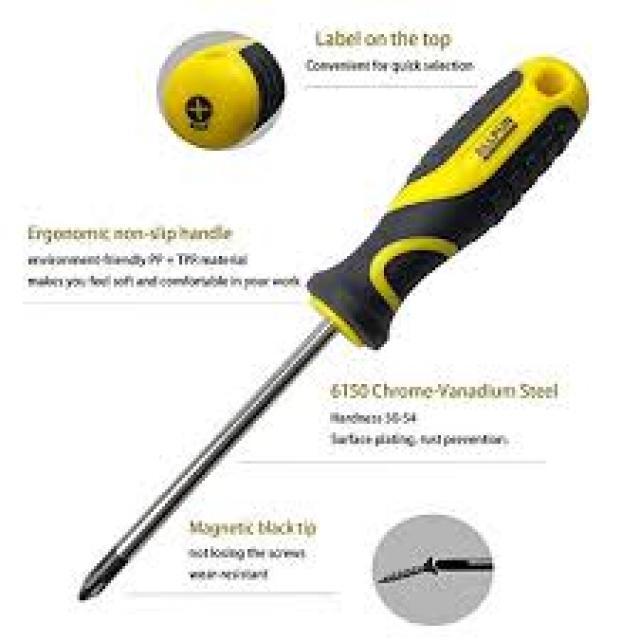 Label on the top
Convenient for quick selection
Ergonomic non-slip handle
environment-friendly PP + TPR material
makes you feel soft and comfortable in your work
6150 Chrome-Vanadium Steel
Hardness 50-54
Surface plating, rust prevention.
Magnetic black tip
not losing the screws
wear-resistant